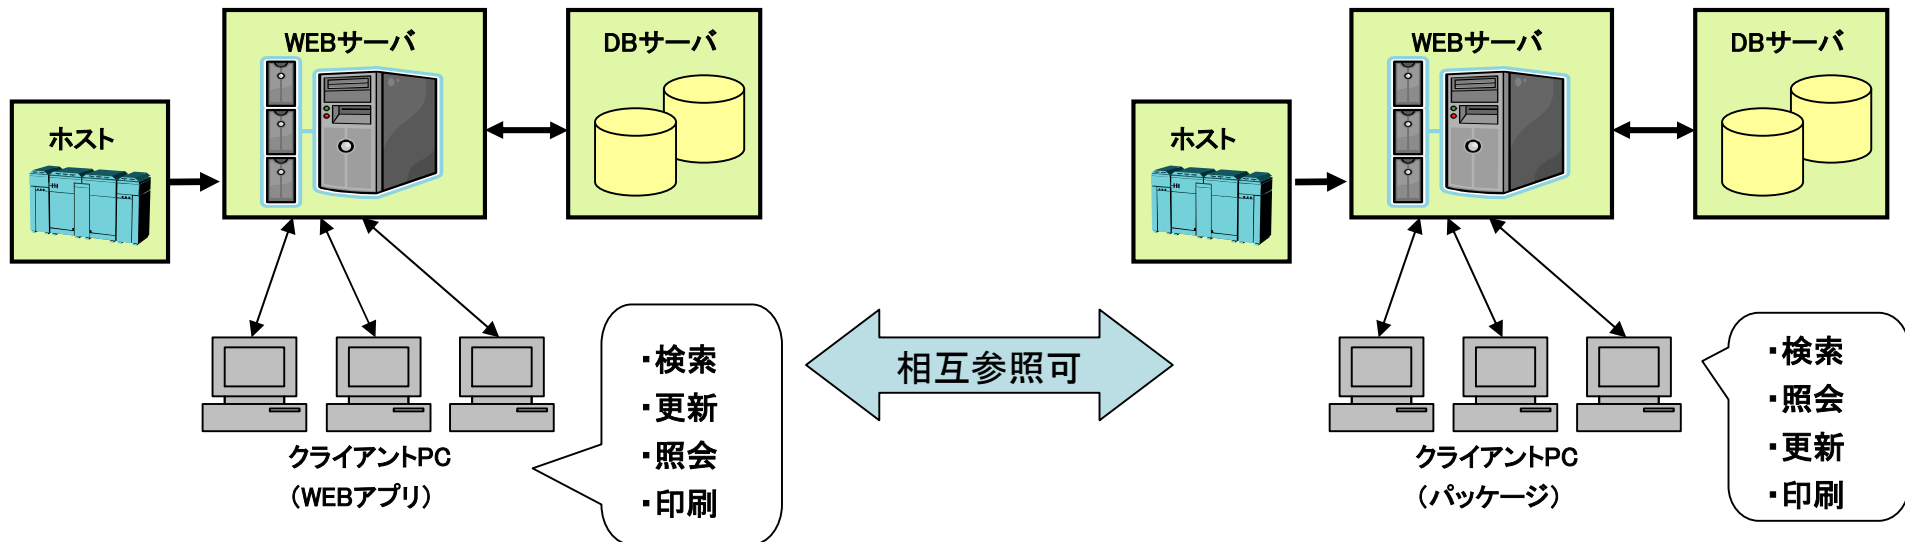 WEBサーバ
DBサーバ
ホスト
クライアントPC
(WEBアプリ)
・検索
・更新
・照会
・印刷
相互参照可
WEBサーバ
DBサーバ
ホスト
クライアントPC
(パッケージ)
・検索
・照会
・更新
・印刷